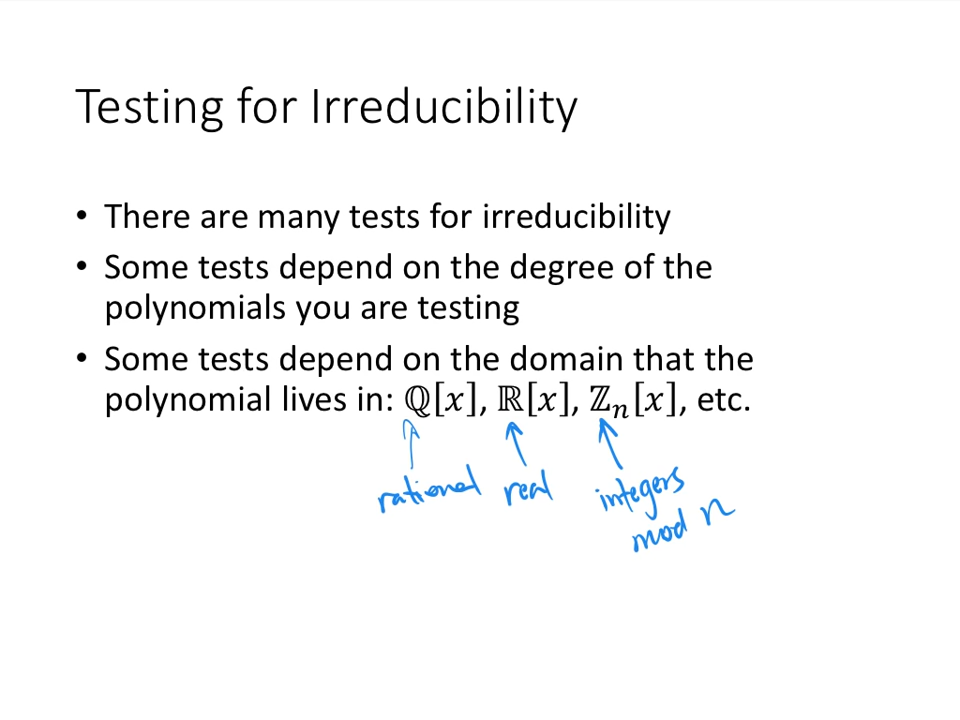 Testing for Irreducibility
• There are many tests for irreducibility
• Some tests depend on the degree of the
polynomials you are testing
• Some tests depend on the domain that the
polynomial lives in: ℚ[𝑥], ℝ[𝑥], ℤₙ[𝑥], etc.
rational real integers
mod n